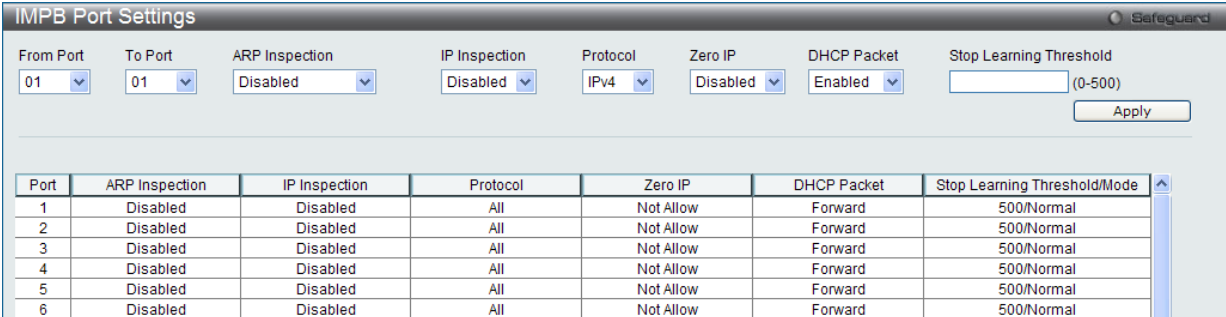 IMPB Port Settings Safeguard
From Port To Port ARP Inspection IP Inspection Protocol Zero IP DHCP Packet Stop Learning Threshold
01 01 Disabled Disabled IPv4 Disabled Enabled (0-500)
Apply
Port ARP Inspection IP Inspection Protocol Zero IP DHCP Packet Stop Learning Threshold/Mode
1 Disabled Disabled All Not Allow Forward 500/Normal
2 Disabled Disabled All Not Allow Forward 500/Normal
3 Disabled Disabled All Not Allow Forward 500/Normal
4 Disabled Disabled All Not Allow Forward 500/Normal
5 Disabled Disabled All Not Allow Forward 500/Normal
6 Disabled Disabled All Not Allow Forward 500/Normal